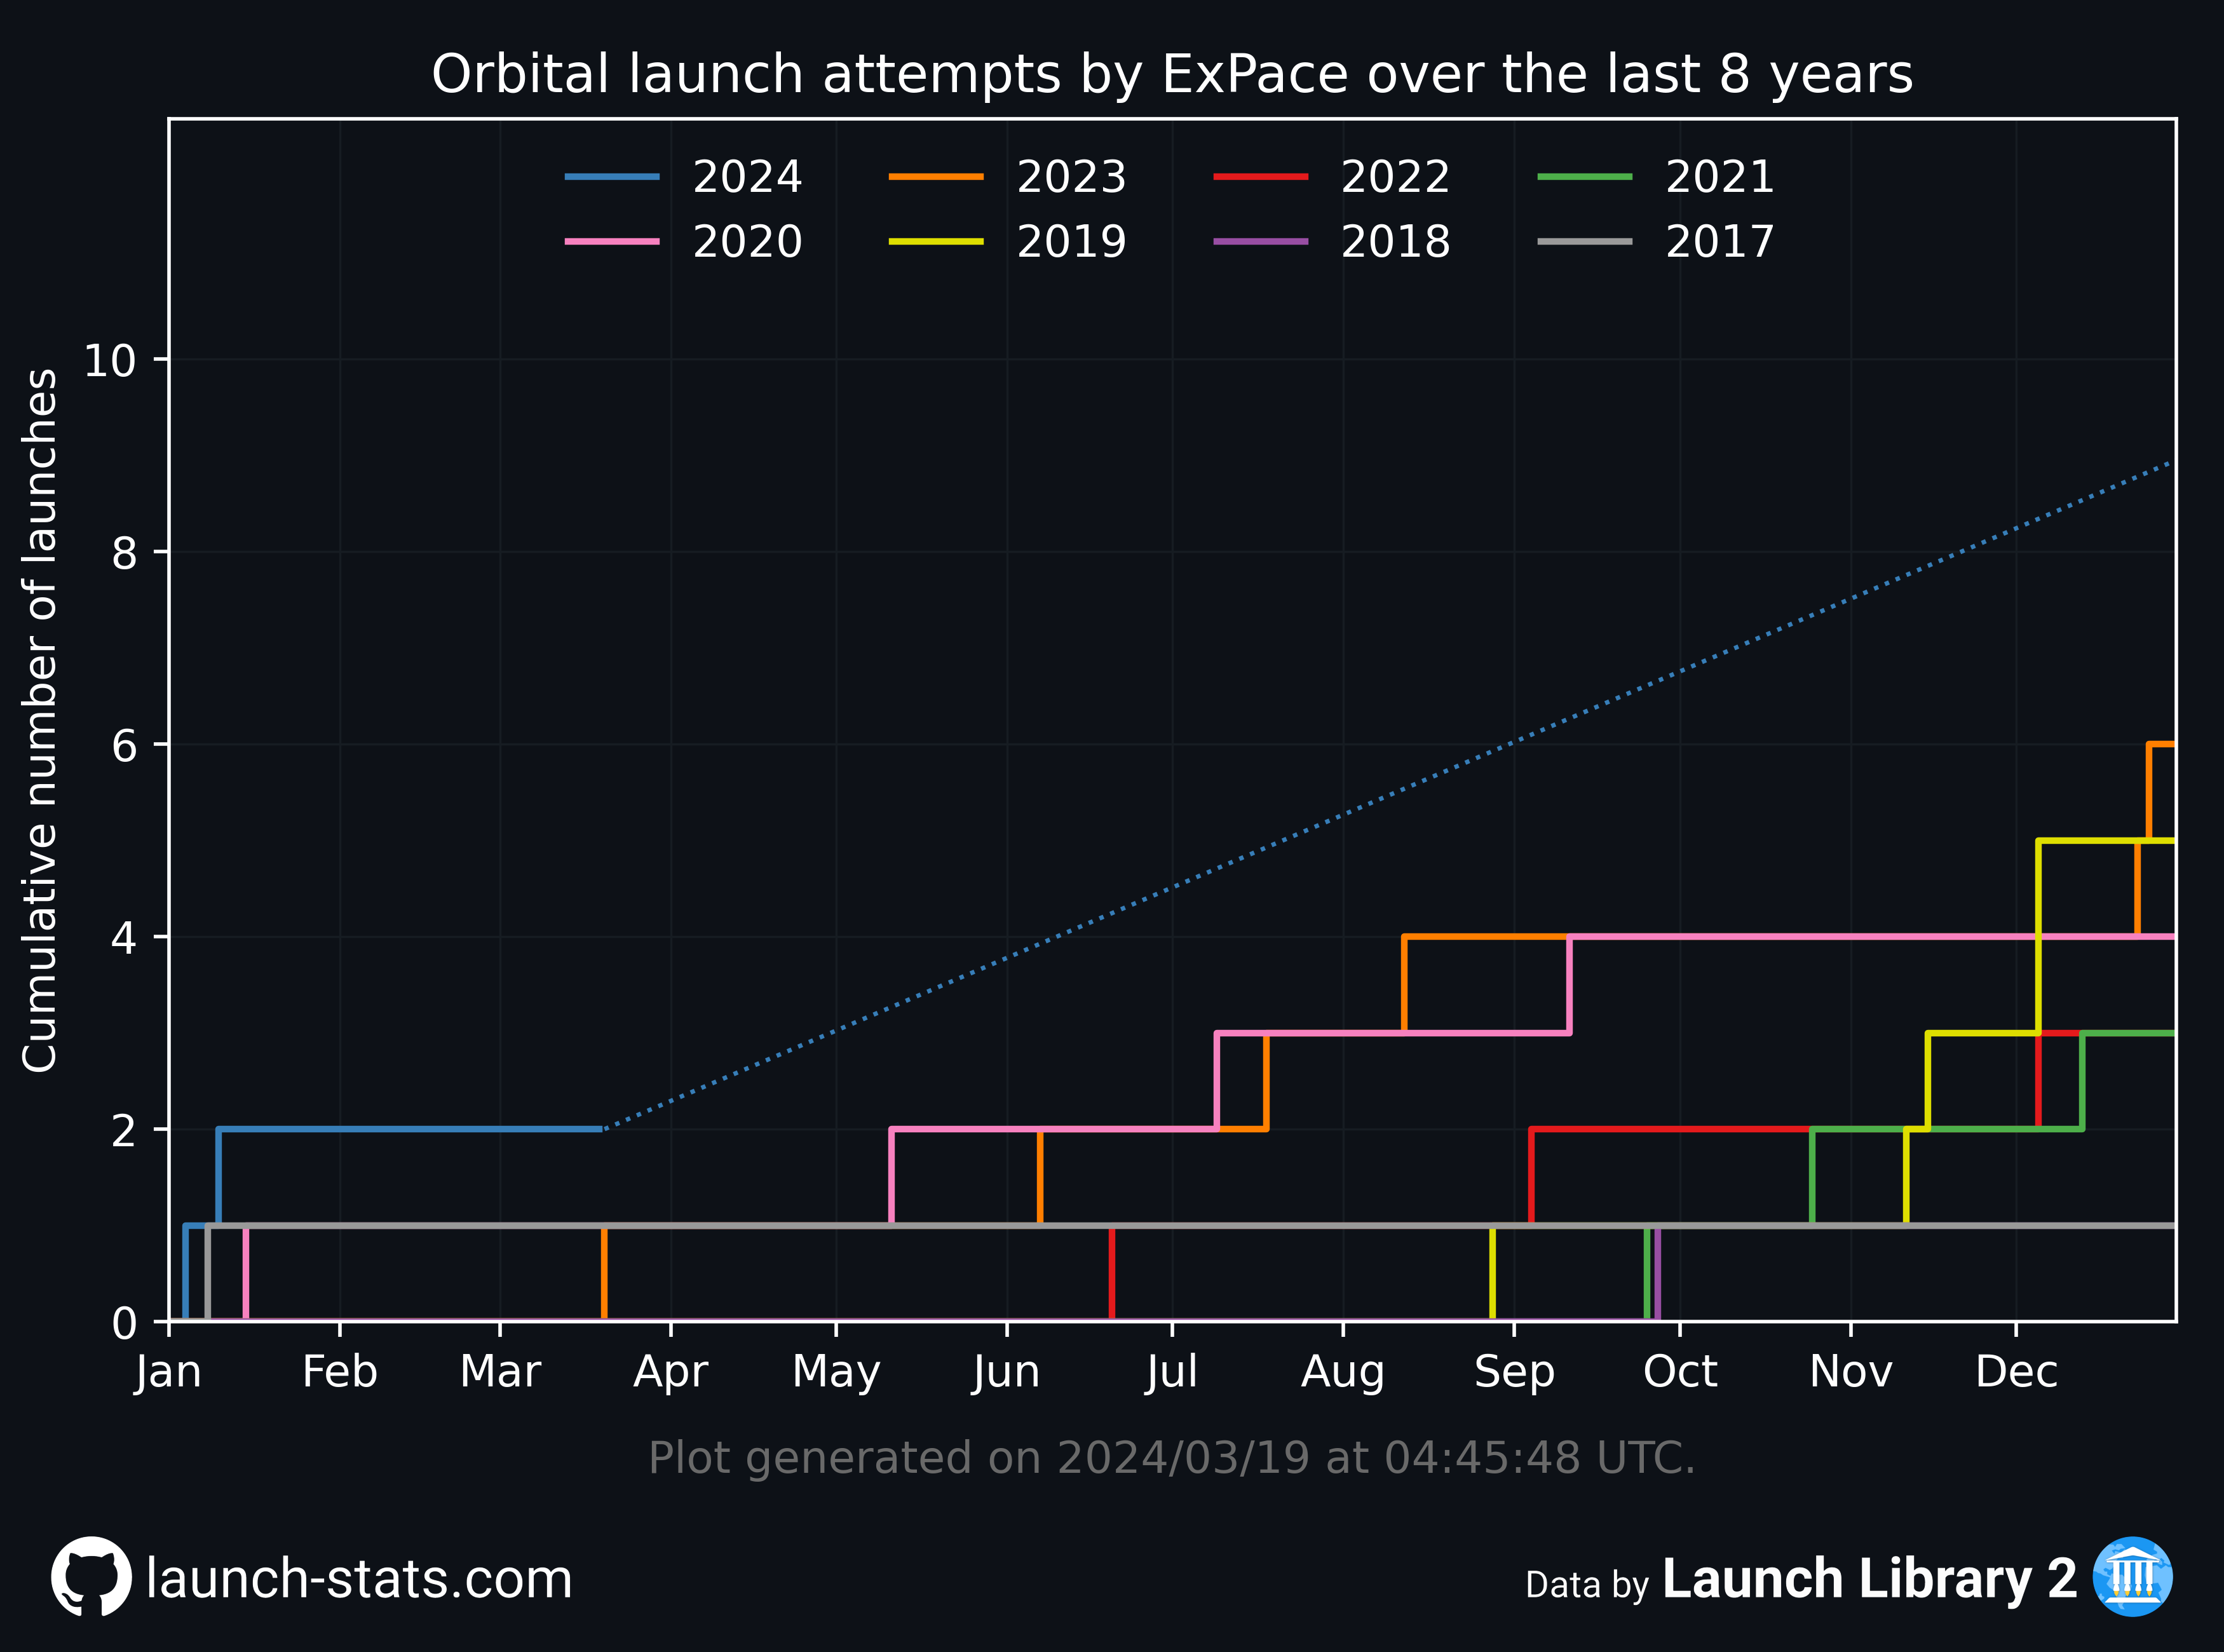 Orbital launch attempts by ExPace over the last 8 years
2024 2023 2022 2021
2020 2019 2018 2017
Cumulative number of launches
10
8
6
4
2
0
Jan Feb Mar Apr May Jun Jul Aug Sep Oct Nov Dec
Plot generated on 2024/03/19 at 04:45:48 UTC.
launch-stats.com
Data by Launch Library 2